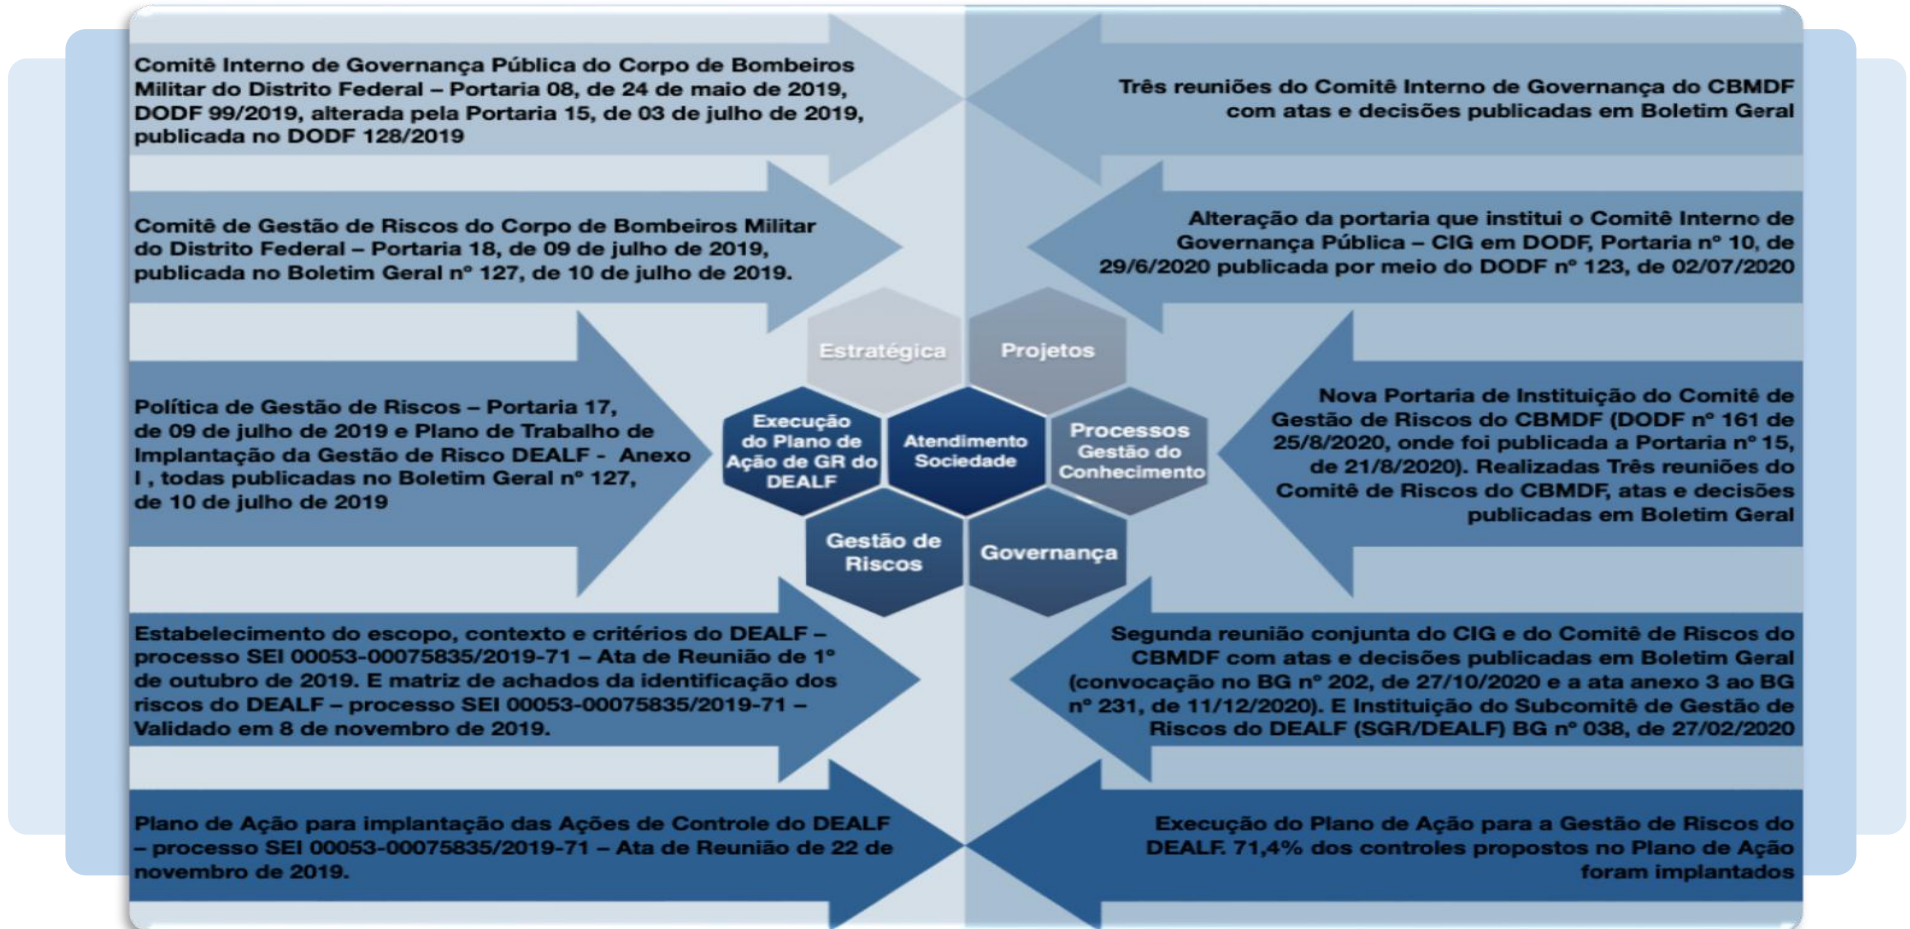 Comitê Interno de Governança Pública do Corpo de Bombeiros
Militar do Distrito Federal – Portaria 08, de 24 de maio de 2019,
DODF 99/2019, alterada pela Portaria 15, de 03 de julho de 2019,
publicada no DODF 128/2019
Comitê de Gestão de Riscos do Corpo de Bombeiros Militar
do Distrito Federal – Portaria 18, de 09 de julho de 2019,
publicada no Boletim Geral nº 127, de 10 de julho de 2019.
Política de Gestão de Riscos – Portaria 17,
de 09 de julho de 2019 e Plano de Trabalho de
Implantação da Gestão de Risco DEALF - Anexo
I , todas publicadas no Boletim Geral nº 127,
de 10 de julho de 2019
Estabelecimento do escopo, contexto e critérios do DEALF –
processo SEI 00053-00075835/2019-71 – Ata de Reunião de 1°
de outubro de 2019. E matriz de achados da identificação dos
riscos do DEALF – processo SEI 00053-00075835/2019-71 –
Validado em 8 de novembro de 2019.
Plano de Ação para implantação das Ações de Controle do DEALF
– processo SEI 00053-00075835/2019-71 – Ata de Reunião de 22 de
novembro de 2019.
Estratégica
Projetos
Execução
do Plano de
Ação de GR do
DEALF
Atendimento
Sociedade
Processos
Gestão do
Conhecimento
Gestão de
Riscos
Governança
Três reuniões do Comitê Interno de Governança do CBMDF
com atas e decisões publicadas em Boletim Geral
Alteração da portaria que institui o Comitê Interno de
Governança Pública – CIG em DODF, Portaria nº 10, de
29/6/2020 publicada por meio do DODF nº 123, de 02/07/2020
Nova Portaria de Instituição do Comitê de
Gestão de Riscos do CBMDF (DODF nº 161 de
25/8/2020, onde foi publicada a Portaria nº 15,
de 21/8/2020). Realizadas Três reuniões do
Comitê de Riscos do CBMDF, atas e decisões
publicadas em Boletim Geral
Segunda reunião conjunta do CIG e do Comitê de Riscos do
CBMDF com atas e decisões publicadas em Boletim Geral
(convocação no BG nº 202, de 27/10/2020 e a ata anexo 3 ao BG
nº 231, de 11/12/2020). E Instituição do Subcomitê de Gestão de
Riscos do DEALF (SGR/DEALF) BG nº 038, de 27/02/2020
Execução do Plano de Ação para a Gestão de Riscos do
DEALF. 71,4% dos controles propostos no Plano de Ação
foram implantados